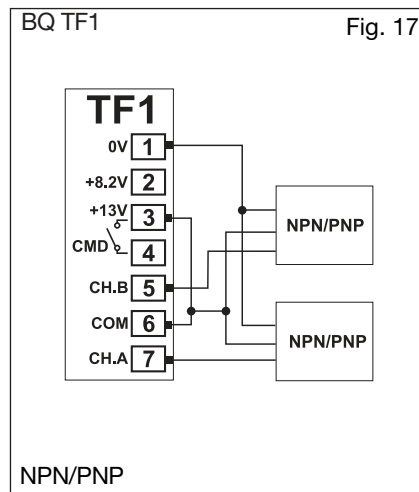 BQ TF1
Fig. 17
TF1
0V 1
+8.2V 2
+13V 3
CMD 4
CH.B 5
COM 6
CH.A 7
NPN/PNP
NPN/PNP
NPN/PNP